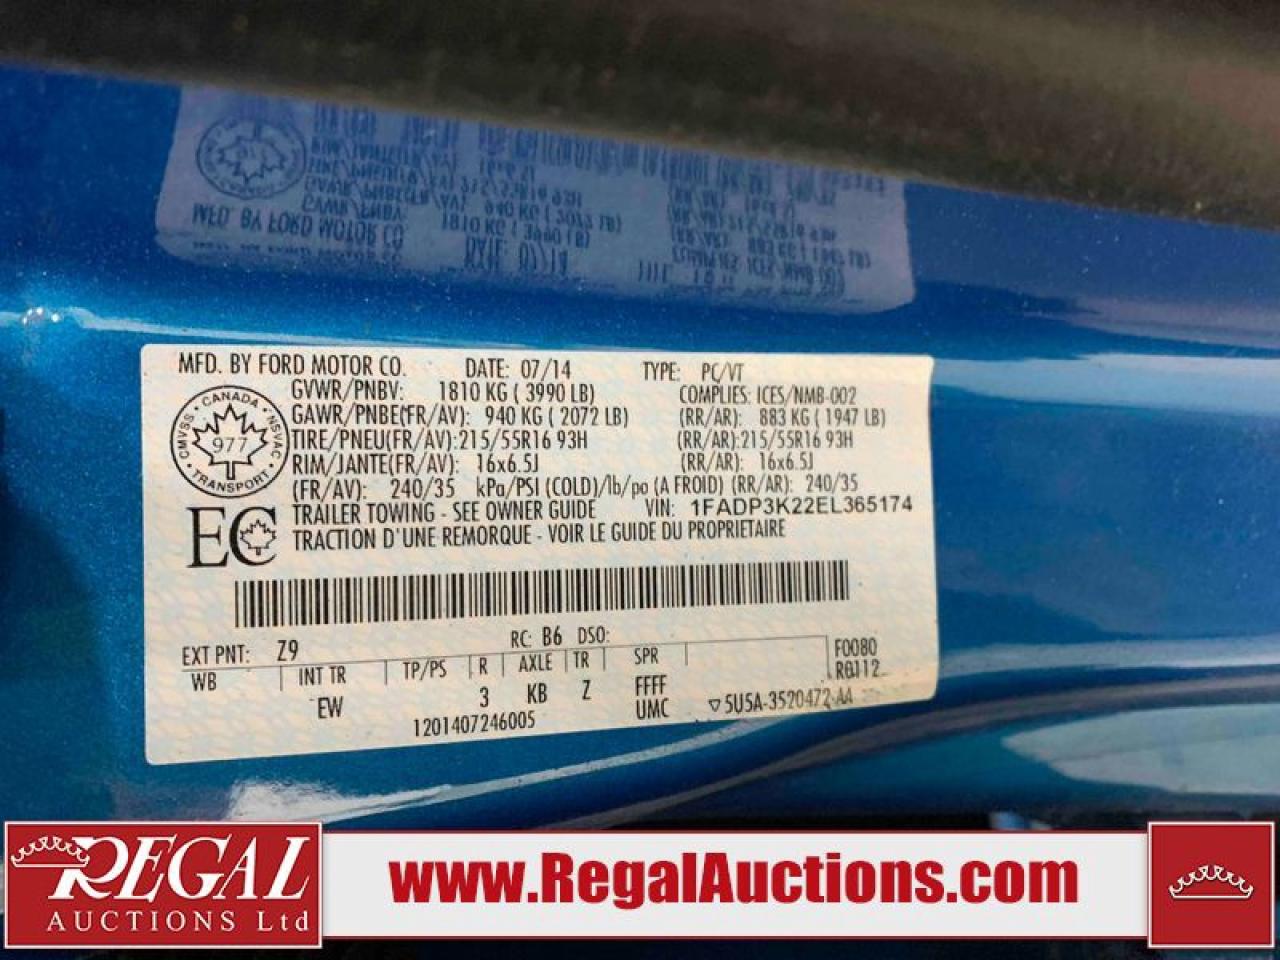 MFD. BY FORD MOTOR CO. DATE: 07/14 TYPE: PC/VT
GVWR/PNBV: 1810 KG ( 3990 LB) COMPLIES: ICES/NMB-002
GAWR/PNBE(FR/AV): 940 KG ( 2072 LB) (RR/AR): 883 KG ( 1947 LB)
TIRE/PNEU(FR/AV):215/55R16 93H (RR/AR):215/55R16 93H
RIM/JANTE(FR/AV): 16x6.5J (RR/AR): 16x6.5J
(FR/AV): 240/35 kPa/PSI (COLD)/lb/po (A FROID) (RR/AR): 240/35
TRAILER TOWING - SEE OWNER GUIDE VIN: 1FADP3K22EL365174
TRACTION D'UNE REMORQUE - VOIR LE GUIDE DU PROPRIETAIRE
CANADA
CMVSS · NSVAC
977
TRANSPORT
EC
EXT PNT: Z9 RC: B6 DSO: F0080
WB INT TR TP/PS R AXLE TR SPR R0112
EW 3 KB Z FFFF
1201407246005 UMC ▽ 5U5A-3520472-AA
REGAL
AUCTIONS Ltd
www.RegalAuctions.com